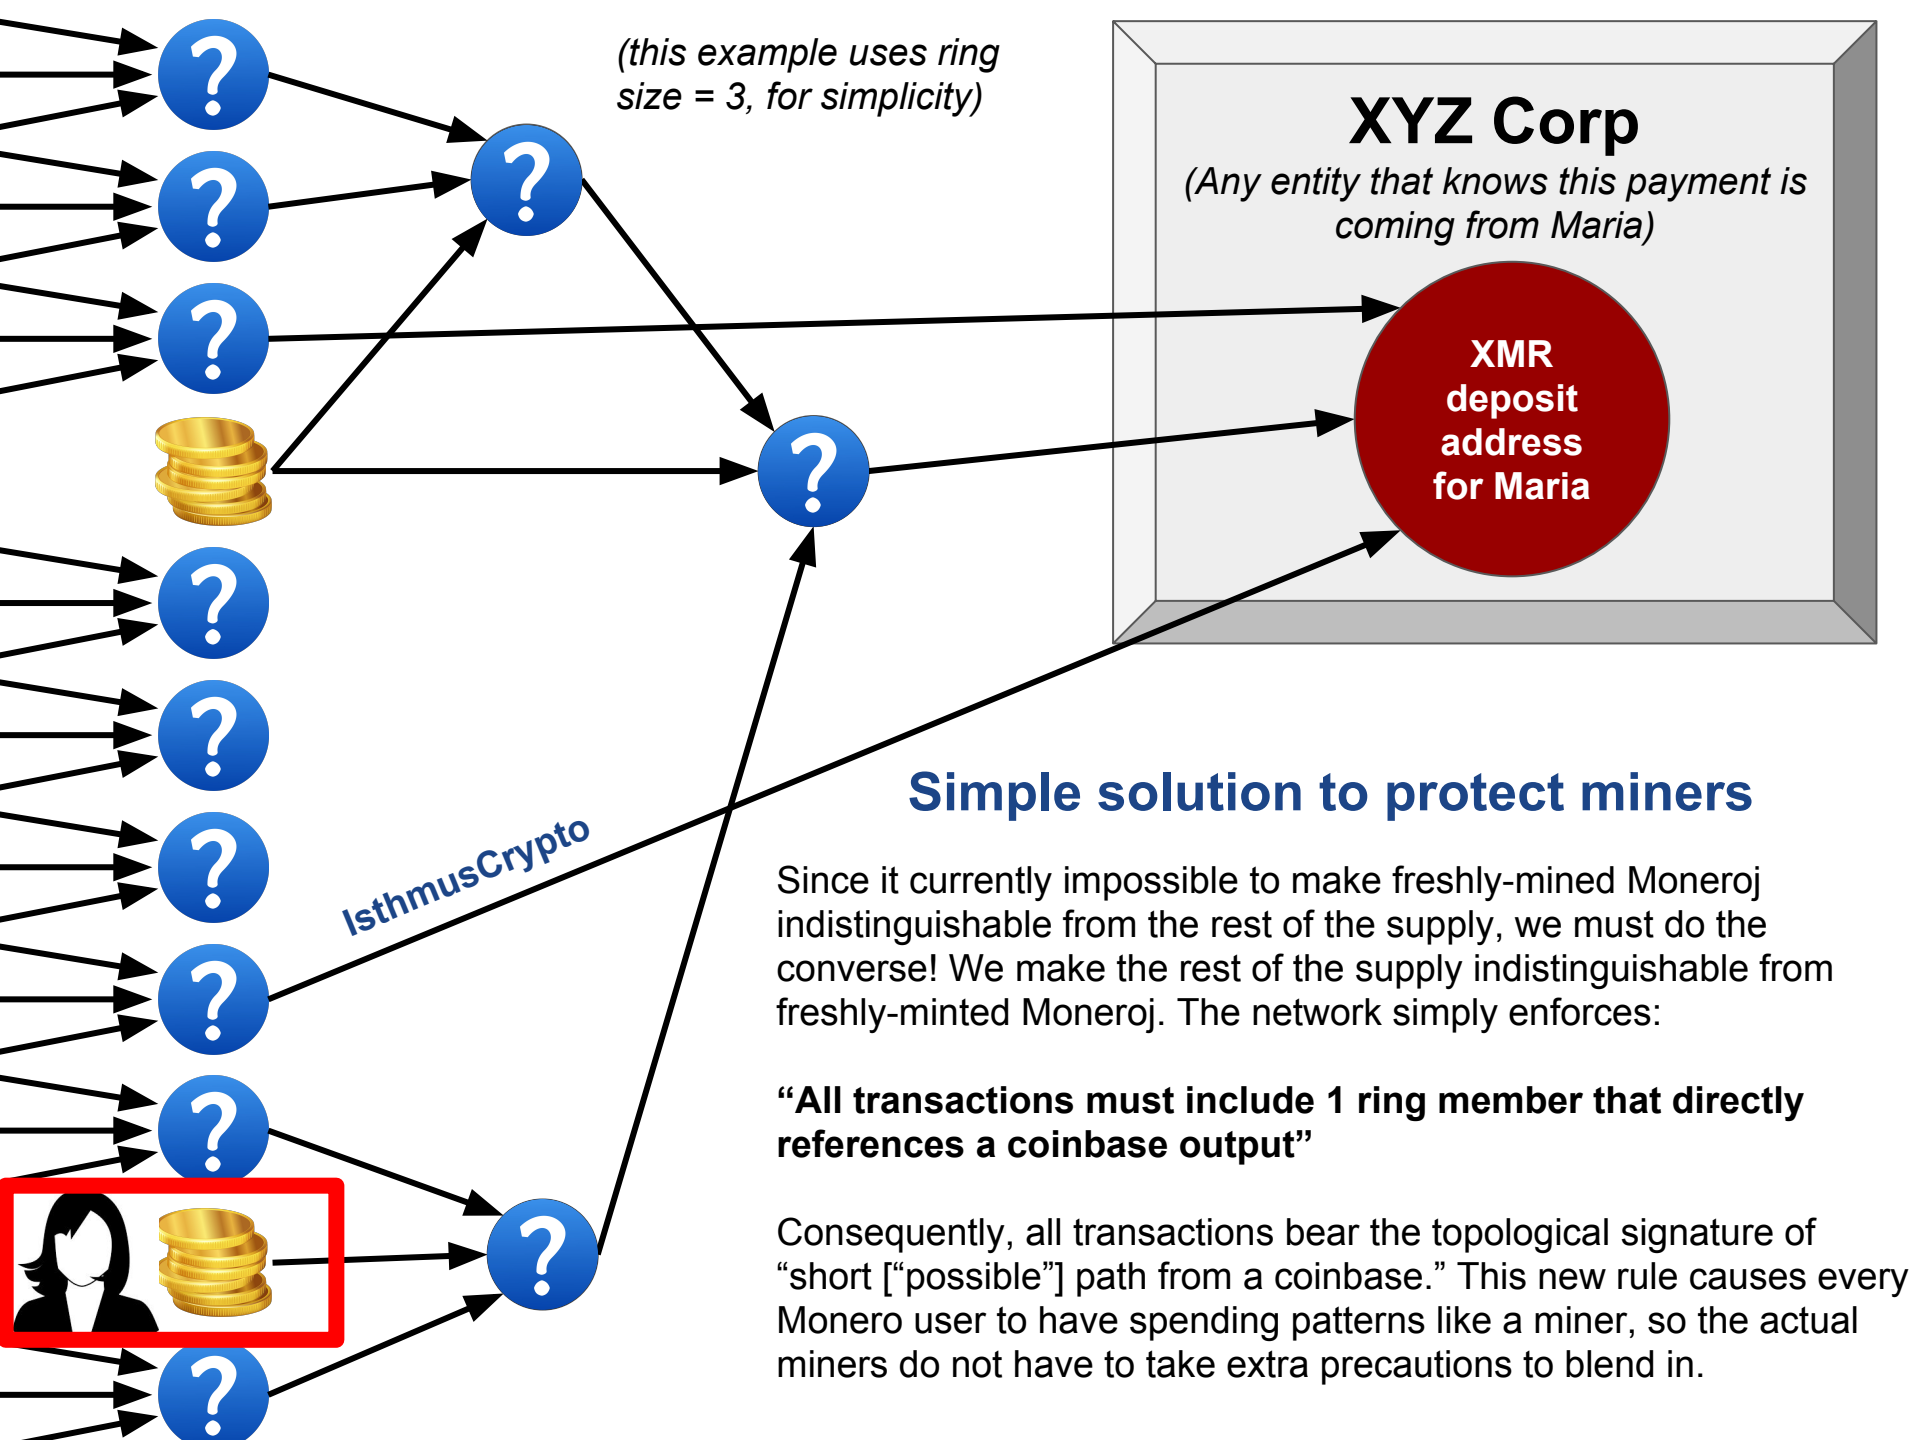 (this example uses ring
size = 3, for simplicity)
XYZ Corp
(Any entity that knows this payment is
coming from Maria)
XMR
deposit
address
for Maria
IsthmusCrypto
Simple solution to protect miners
Since it currently impossible to make freshly-mined Moneroj
indistinguishable from the rest of the supply, we must do the
converse! We make the rest of the supply indistinguishable from
freshly-minted Moneroj. The network simply enforces:
“All transactions must include 1 ring member that directly
references a coinbase output”
Consequently, all transactions bear the topological signature of
“short [“possible”] path from a coinbase.” This new rule causes every
Monero user to have spending patterns like a miner, so the actual
miners do not have to take extra precautions to blend in.